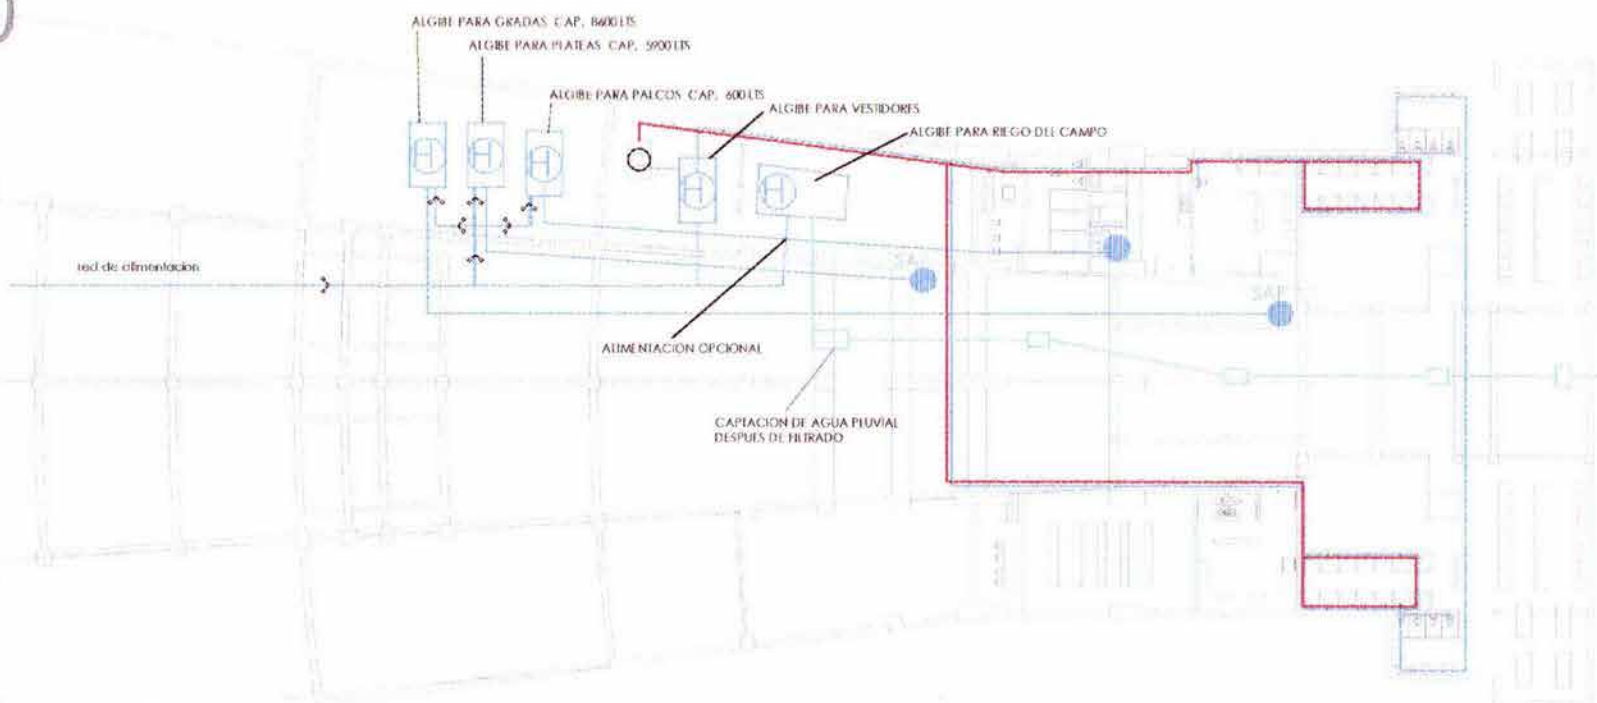 ALGIBE PARA GRADAS CAP. 8600 LTS
ALGIBE PARA PLATEAS CAP. 5900 LTS
ALGIBE PARA PALCOS CAP. 600 LTS
ALGIBE PARA VESTIDORES
ALGIBE PARA RIEGO DEL CAMPO
red de alimentacion
SAF
ALIMENTACION OPCIONAL
CAPTACION DE AGUA PLUVIAL
DESPUES DE FILTRADO